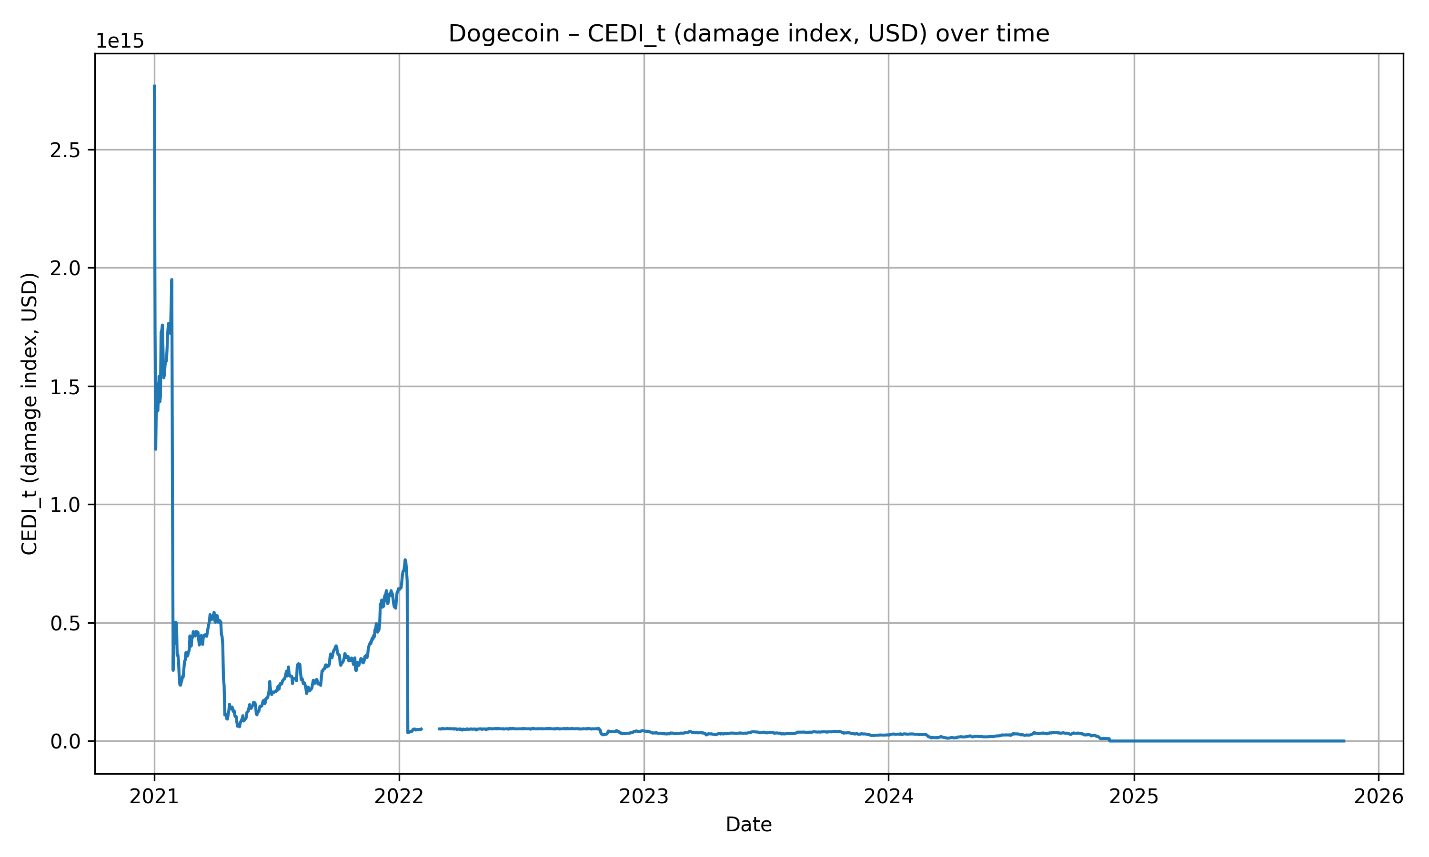 Dogecoin – CEDI_t (damage index, USD) over time
1e15
2.5
2.0
1.5
1.0
0.5
0.0
CEDI_t (damage index, USD)
2021 2022 2023 2024 2025 2026
Date